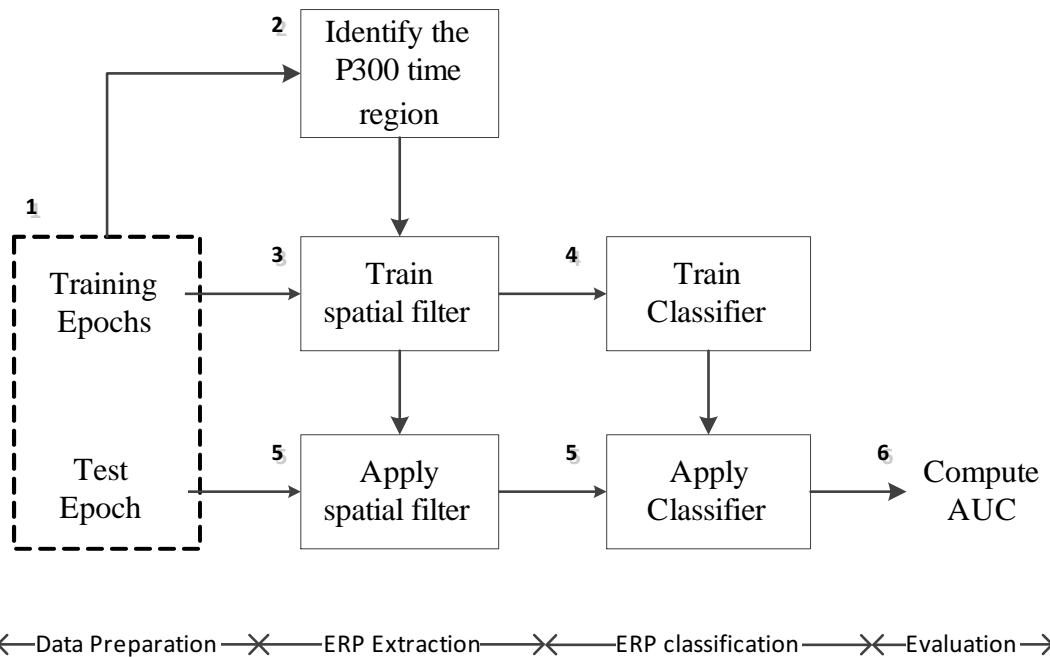 2
Identify the
P300 time
region
1
Training
Epochs
3
Train
spatial filter
4
Train
Classifier
Test
Epoch
5
Apply
spatial filter
5
Apply
Classifier
6
Compute
AUC
Data Preparation
ERP Extraction
ERP classification
Evaluation